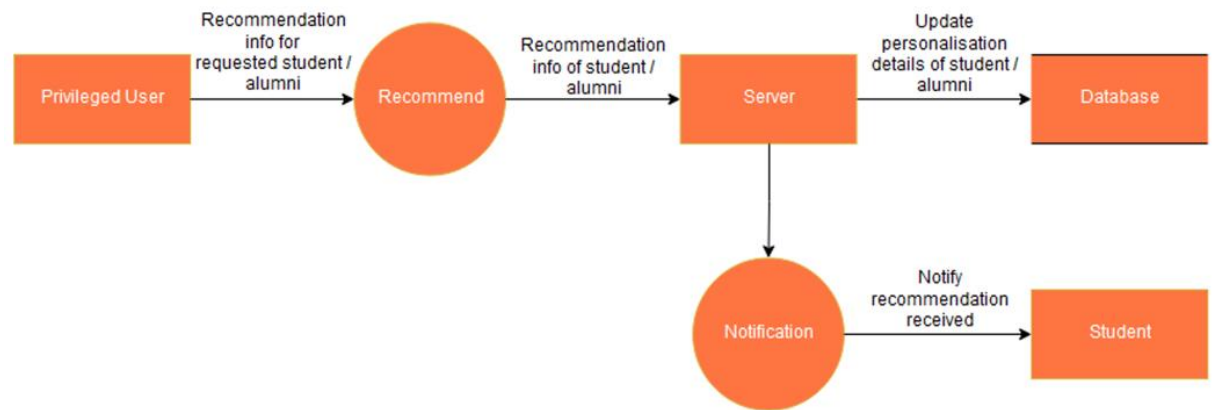 Recommendation
info for
requested student /
alumni
Privileged User
Recommend
Recommendation
info of student /
alumni
Server
Update
personalisation
details of student /
alumni
Database
Notification
Notify
recommendation
received
Student